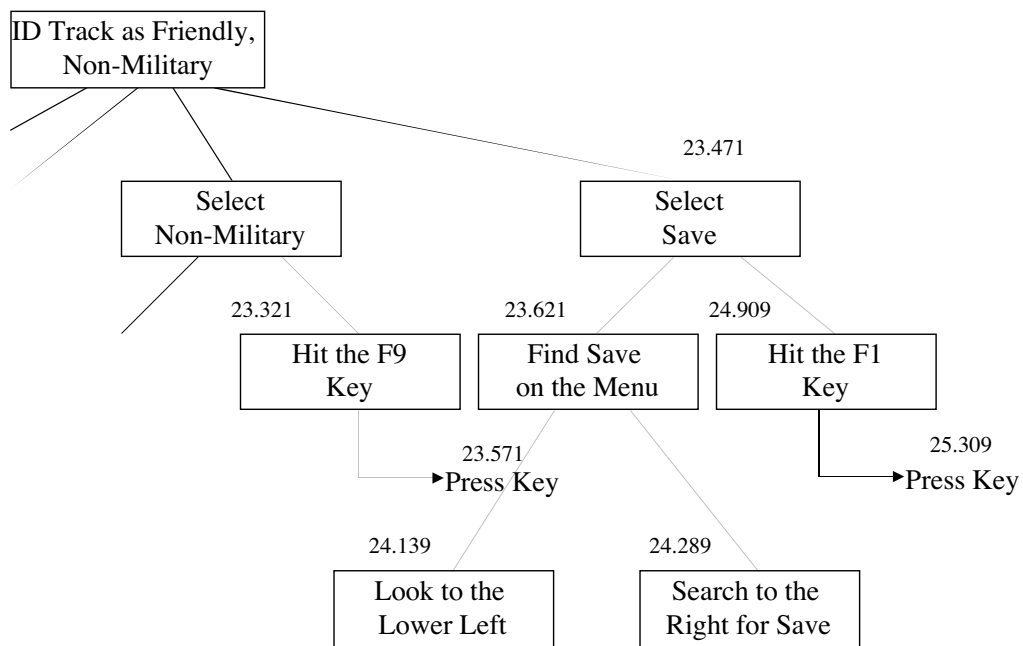 ID Track as Friendly,
Non-Military
23.471
Select
Non-Military
Select
Save
23.321
23.621
24.909
Hit the F9
Key
Find Save
on the Menu
Hit the F1
Key
23.571
Press Key
25.309
Press Key
24.139
24.289
Look to the
Lower Left
Search to the
Right for Save